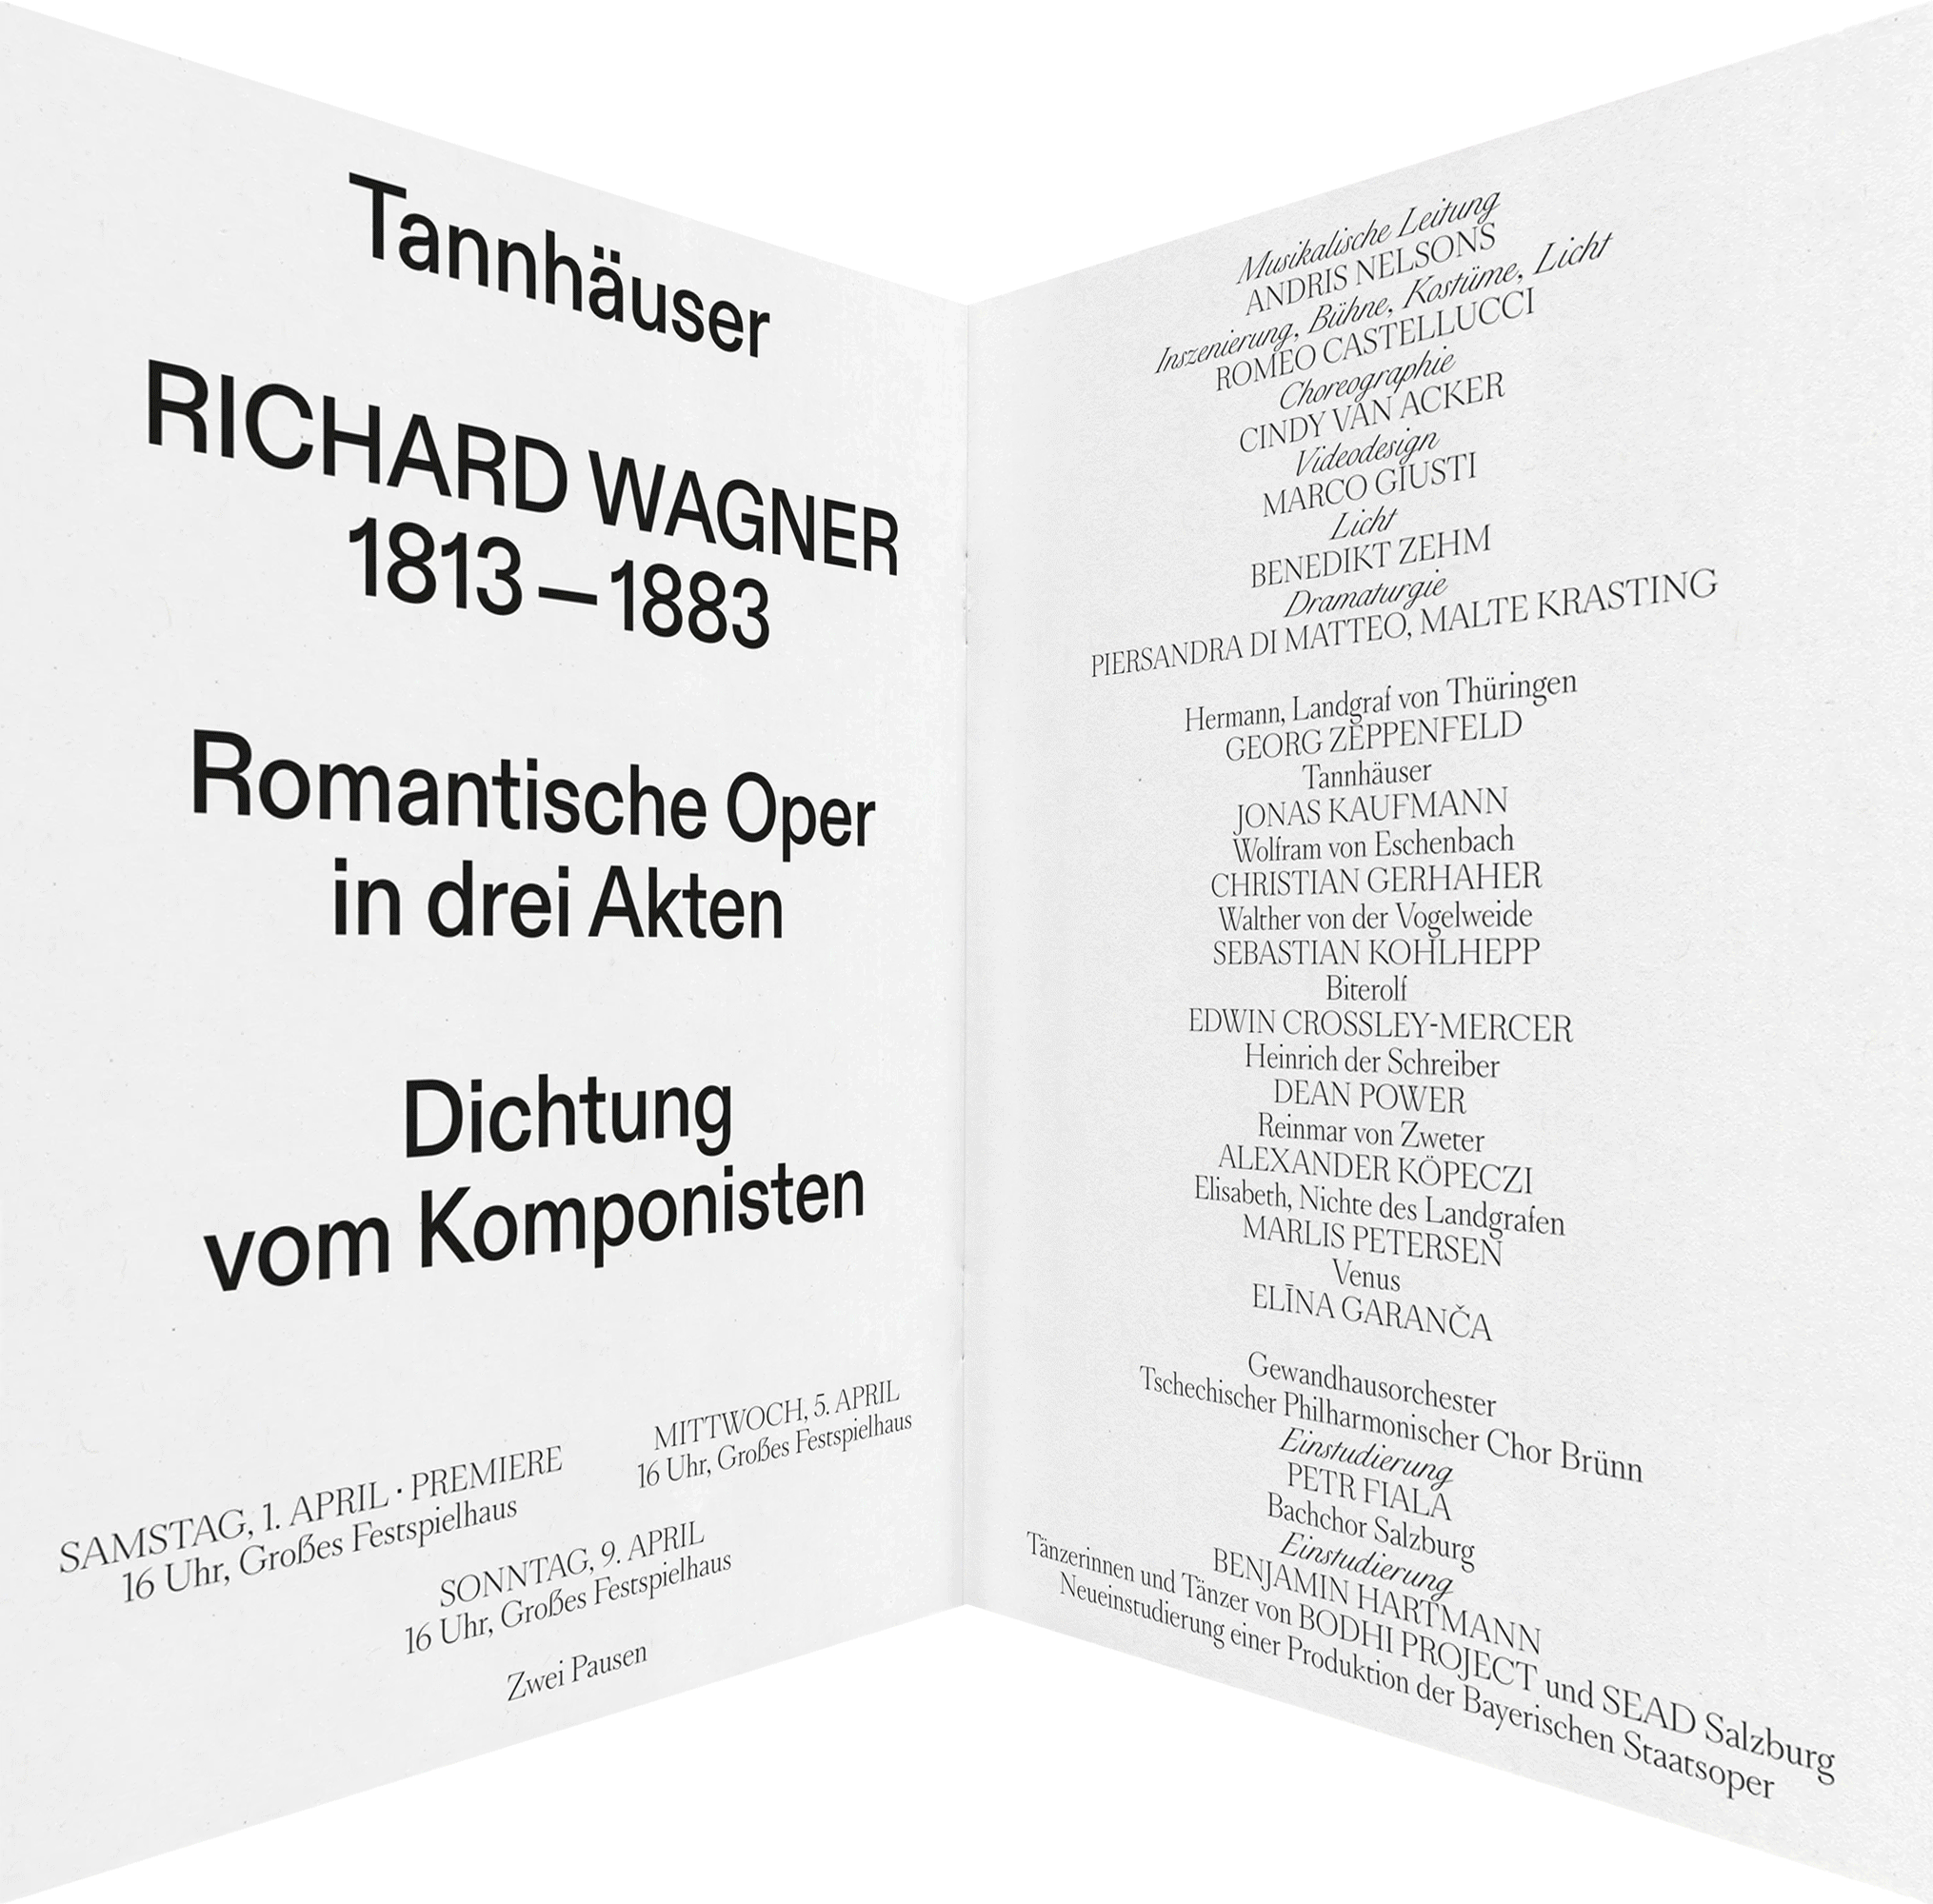 Tannhäuser
RICHARD WAGNER
1813 – 1883
Romantische Oper
in drei Akten
Dichtung
vom Komponisten
SAMSTAG, 1. APRIL · PREMIERE
16 Uhr, Großes Festspielhaus
MITTWOCH, 5. APRIL
16 Uhr, Großes Festspielhaus
SONNTAG, 9. APRIL
16 Uhr, Großes Festspielhaus
Zwei Pausen
Musikalische Leitung
ANDRIS NELSONS
Inszenierung, Bühne, Kostüme, Licht
ROMEO CASTELLUCCI
Choreographie
CINDY VAN ACKER
Videodesign
MARCO GIUSTI
Licht
BENEDIKT ZEHM
Dramaturgie
PIERSANDRA DI MATTEO, MALTE KRASTING
Hermann, Landgraf von Thüringen
GEORG ZEPPENFELD
Tannhäuser
JONAS KAUFMANN
Wolfram von Eschenbach
CHRISTIAN GERHAHER
Walther von der Vogelweide
SEBASTIAN KOHLHEPP
Biterolf
EDWIN CROSSLEY-MERCER
Heinrich der Schreiber
DEAN POWER
Reinmar von Zweter
ALEXANDER KÖPECZI
Elisabeth, Nichte des Landgrafen
MARLIS PETERSEN
Venus
ELĪNA GARANČA
Gewandhausorchester
Tschechischer Philharmonischer Chor Brünn
Einstudierung
PETR FIALA
Bachchor Salzburg
Einstudierung
BENJAMIN HARTMANN
Tänzerinnen und Tänzer von BODHI PROJECT und SEAD Salzburg
Neueinstudierung einer Produktion der Bayerischen Staatsoper